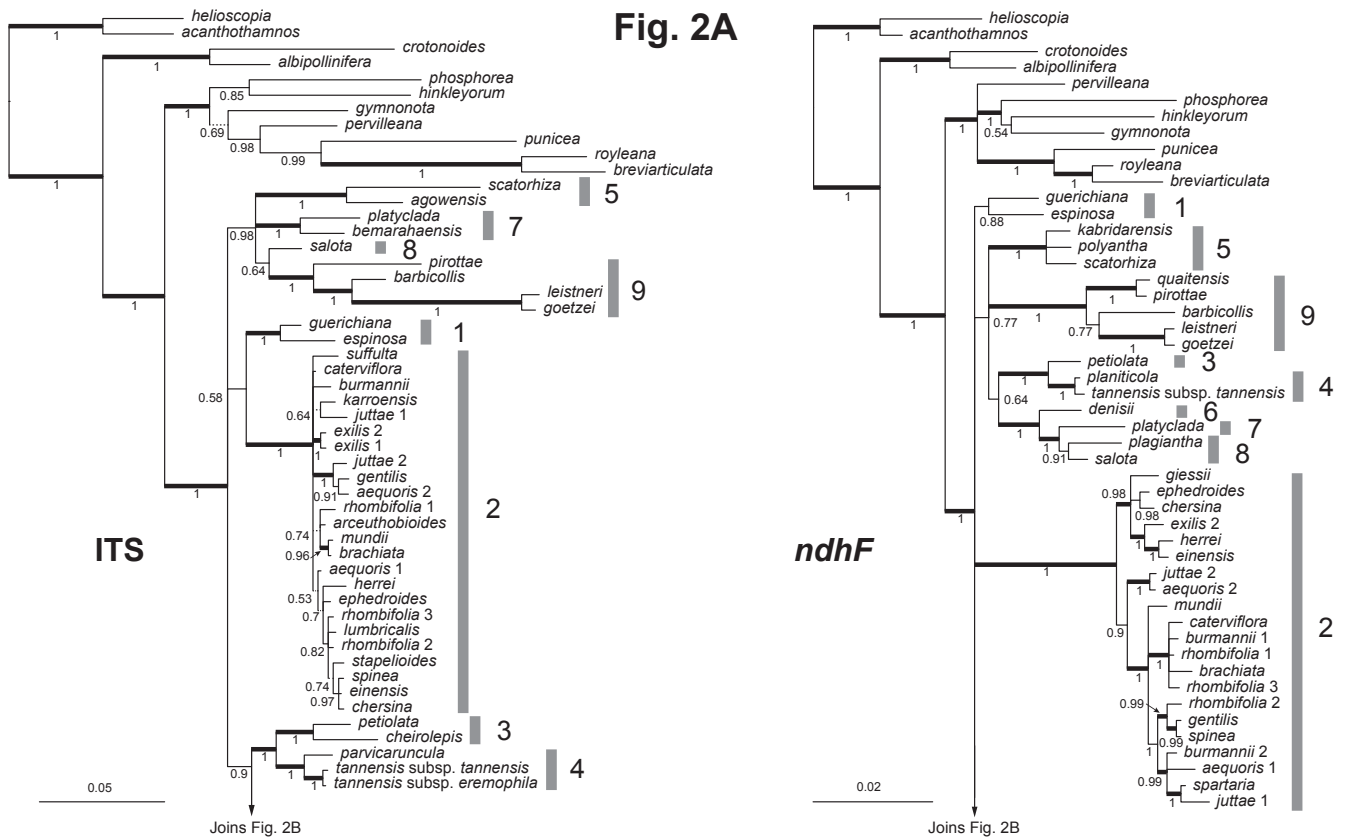 Fig. 2A
helioscopia
acanthothamnos
1
crotonoides
albipollinifera
1
1
phosphorea
0.85
hinkleyorum
1
gymnonota
0.69
pervilleana
0.98
punicea
0.99
royleana
1
breviarticulata
scatorhiza
5
1
agowensis
platyclada
7
1
bemarahaensis
0.98
salota
8
0.64
pirottae
1
barbicollis
9
1
leistneri
1
goetzei
1
guerichiana
1
1
espinosa
suffulta
caterviflora
burmannii
0.58
karroensis
0.64
juttae 1
exilis 2
1
1
exilis 1
juttae 2
1
gentilis
0.91
aequoris 2
1
rhombifolia 1
2
arceuthobioides
0.74
mundii
0.96
brachiata
ITS
aequoris 1
herrei
0.53
ephedroides
0.7
rhombifolia 3
lumbricalis
rhombifolia 2
0.82
stapelioides
spinea
0.74
einensis
0.97
chersina
petiolata
3
1
cheirolepis
1
parvicaruncula
0.9
1
tannensis subsp. tannensis
4
1
tannensis subsp. eremophila
0.05
Joins Fig. 2B
helioscopia
1
acanthothamnos
crotonoides
1
albipollinifera
1
pervilleana
phosphorea
1
hinkleyorum
0.54
gymnonota
1
punicea
1
royleana
1
breviarticulata
guerichiana
1
0.88
espinosa
kabridarensis
1
polyantha
5
scatorhiza
quaitensis
1
pirottae
1
0.77
barbicollis
9
0.77
leistneri
1
goetzei
1
petiolata
3
1
planiticola
4
1
tannensis subsp. tannensis
0.64
denisii
6
1
platyclada
7
1
plagiantha
8
0.91
salota
giessii
0.98
ephedroides
0.98
chersina
exilis 2
1
herrei
1
einensis
1
1
ndhF
juttae 2
1
aequoris 2
0.9
mundii
caterviflora
2
burmannii 1
1
rhombifolia 1
1
brachiata
rhombifolia 3
0.99
rhombifolia 2
gentilis
0.99
spinea
1
burmannii 2
aequoris 1
0.99
spartaria
1
juttae 1
0.02
Joins Fig. 2B